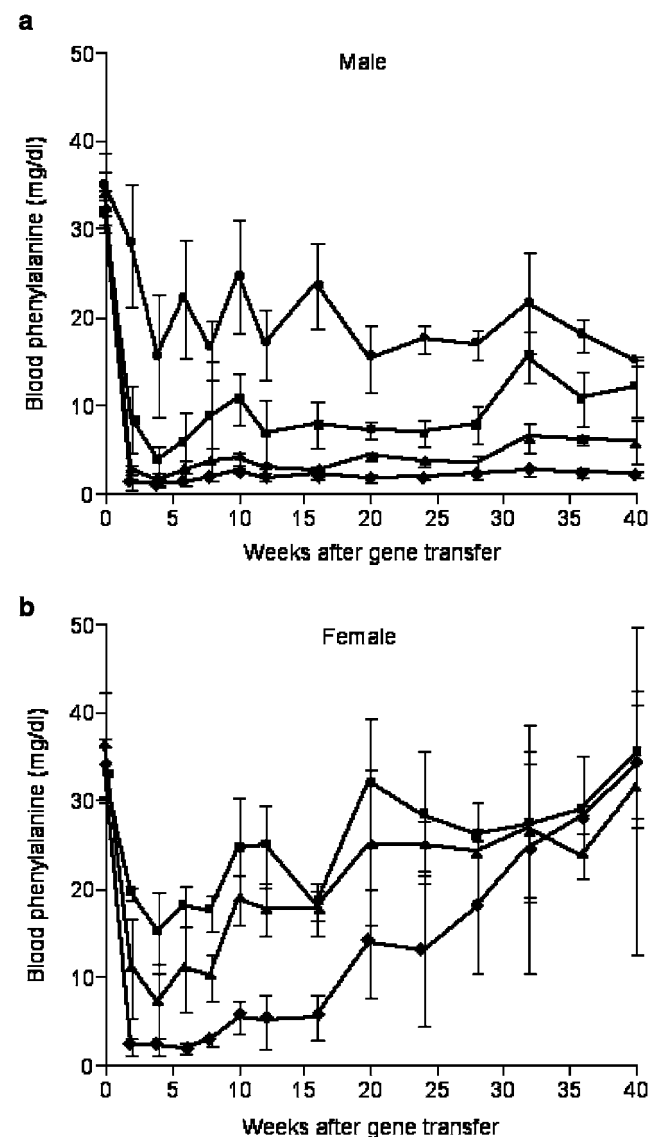 a
Male
Blood phenylalanine (mg/dl)
50
40
30
20
10
0
0 5 10 15 20 25 30 35 40
Weeks after gene transfer
b
Female
Blood phenylalanine (mg/dl)
50
40
30
20
10
0
0 5 10 15 20 25 30 35 40
Weeks after gene transfer